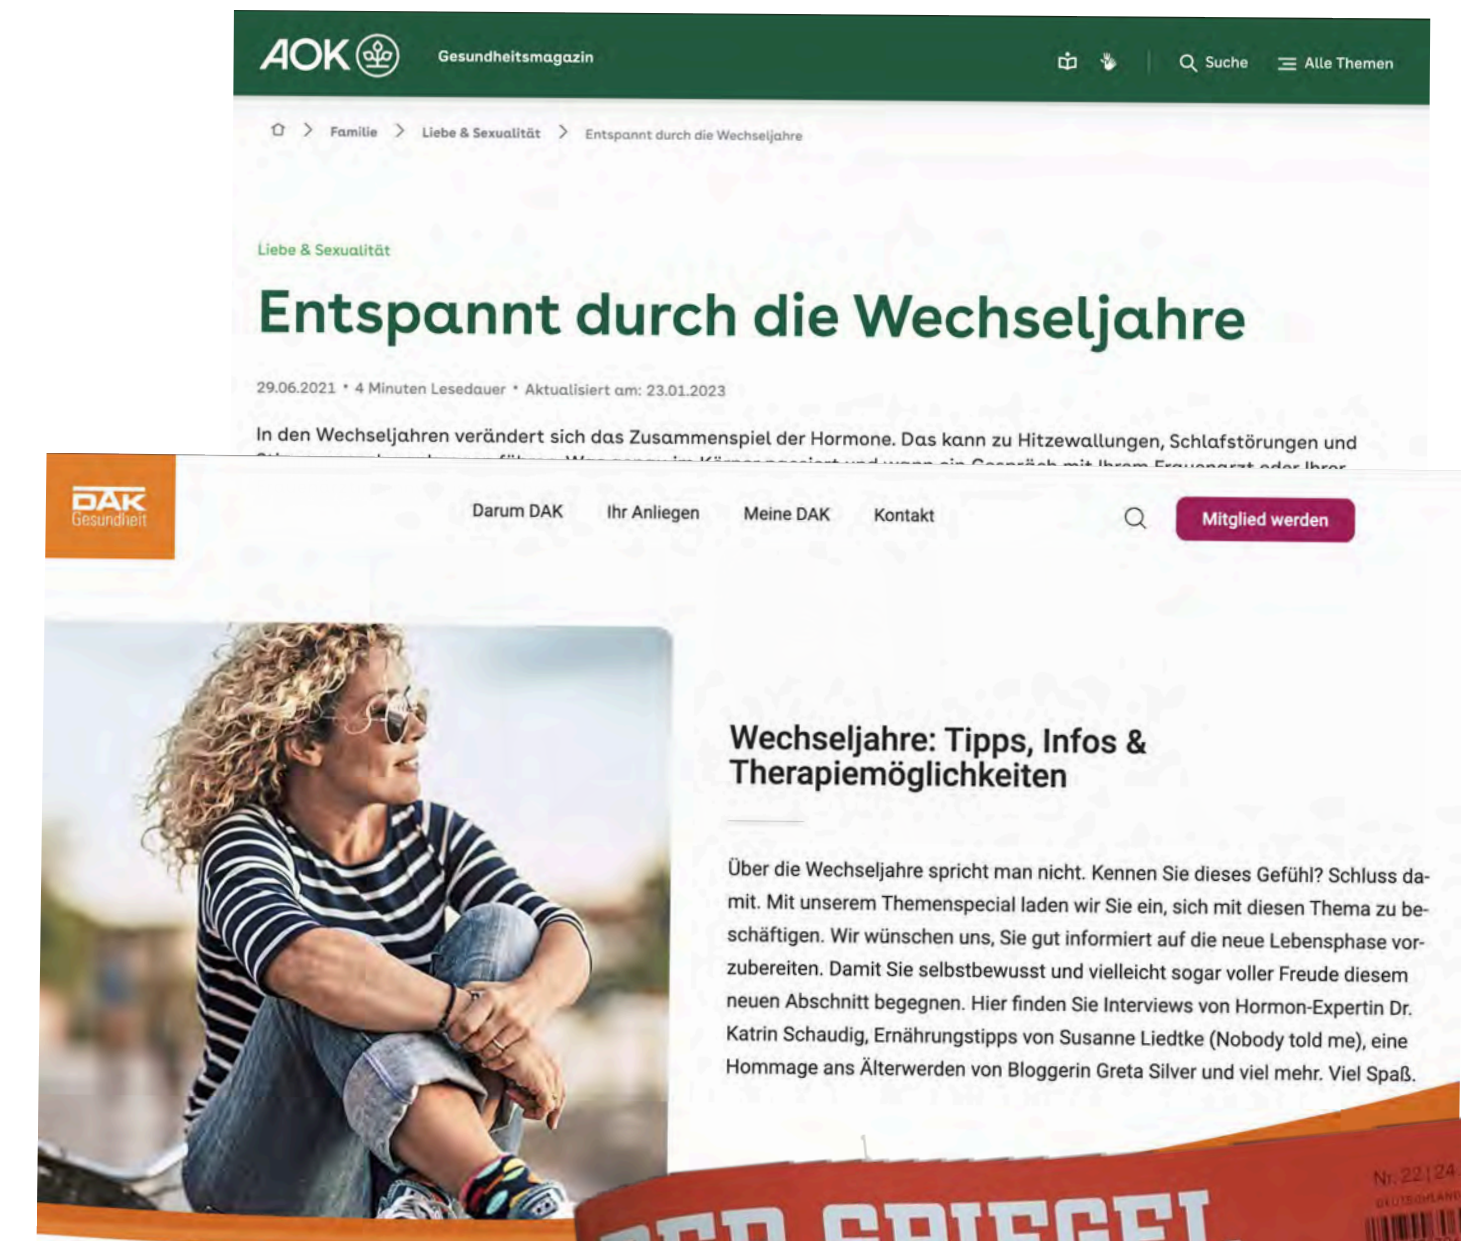 AOK
Gesundheitsmagazin
Suche
Alle Themen
Familie > Liebe & Sexualität > Entspannt durch die Wechseljahre
Liebe & Sexualität
Entspannt durch die Wechseljahre
29.06.2021 • 4 Minuten Lesedauer • Aktualisiert am: 23.01.2023
In den Wechseljahren verändert sich das Zusammenspiel der Hormone. Das kann zu Hitzewallungen, Schlafstörungen und
DAK
Gesundheit
Darum DAK
Ihr Anliegen
Meine DAK
Kontakt
Mitglied werden
Wechseljahre: Tipps, Infos &
Therapiemöglichkeiten
Über die Wechseljahre spricht man nicht. Kennen Sie dieses Gefühl? Schluss da-
mit. Mit unserem Themenspecial laden wir Sie ein, sich mit diesen Thema zu be-
schäftigen. Wir wünschen uns, Sie gut informiert auf die neue Lebensphase vor-
zubereiten. Damit Sie selbstbewusst und vielleicht sogar voller Freude diesem
neuen Abschnitt begegnen. Hier finden Sie Interviews von Hormon-Expertin Dr.
Katrin Schaudig, Ernährungstipps von Susanne Liedtke (Nobody told me), eine
Hommage ans Älterwerden von Bloggerin Greta Silver und viel mehr. Viel Spaß.
Nr. 22 | 24
DEUTSCHLAND
DER SPIEGEL